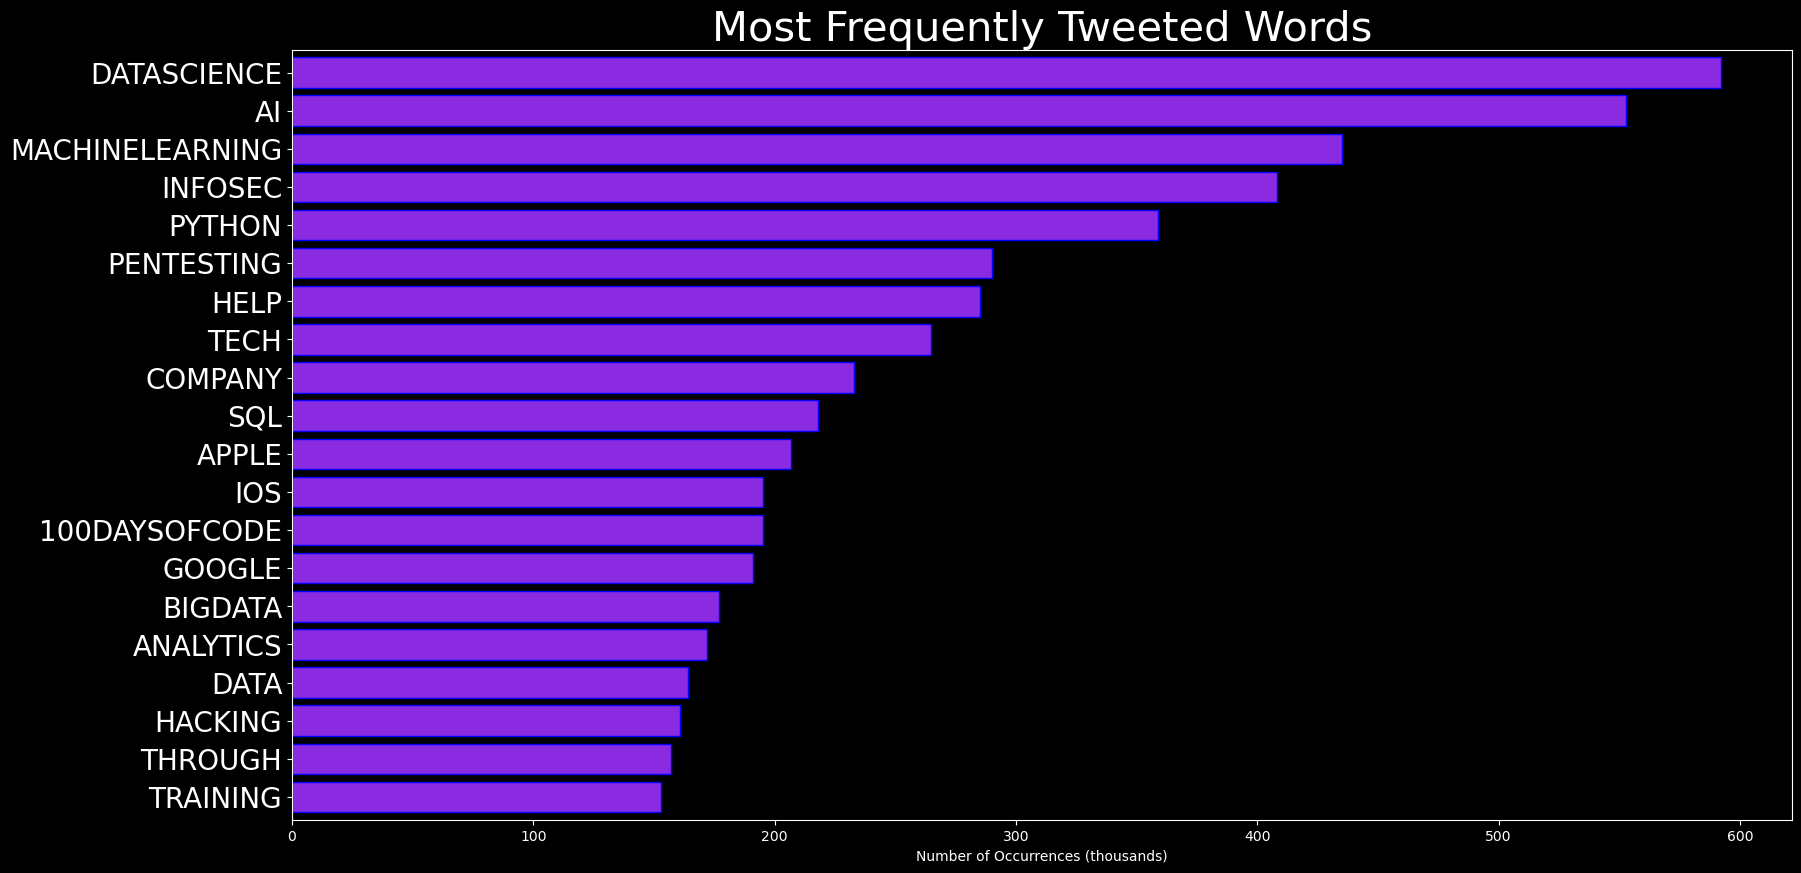 Most Frequently Tweeted Words
DATASCIENCE
AI
MACHINELEARNING
INFOSEC
PYTHON
PENTESTING
HELP
TECH
COMPANY
SQL
APPLE
IOS
100DAYSOFCODE
GOOGLE
BIGDATA
ANALYTICS
DATA
HACKING
THROUGH
TRAINING
0 100 200 300 400 500 600
Number of Occurrences (thousands)